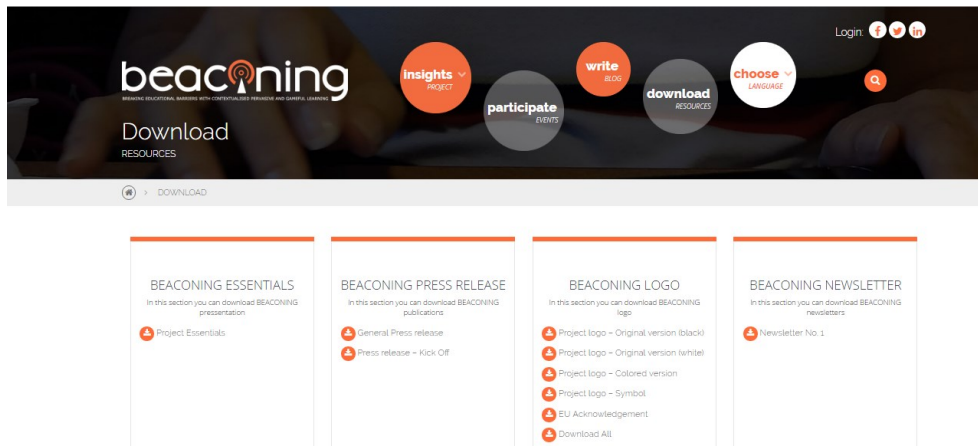 Login:
beaconing
BREAKING EDUCATIONAL BARRIERS WITH CONTEXTUALISED PERVASIVE AND GAMEFUL LEARNING
insights
PROJECT
participate
EVENTS
write
BLOG
download
RESOURCES
choose
LANGUAGE
Download
RESOURCES
> DOWNLOAD
BEACONING ESSENTIALS
In this section you can download BEACONING
pressentation
Project Essentials
BEACONING PRESS RELEASE
In this section you can download BEACONING
publications
General Press release
Press release – Kick Off
BEACONING LOGO
In this section you can download BEACONING
logo
Project logo – Original version (black)
Project logo – Original version (white)
Project logo – Colored version
Project logo – Symbol
EU Acknowledgement
Download All
BEACONING NEWSLETTER
In this section you can download BEACONING
newsletters
Newsletter No. 1